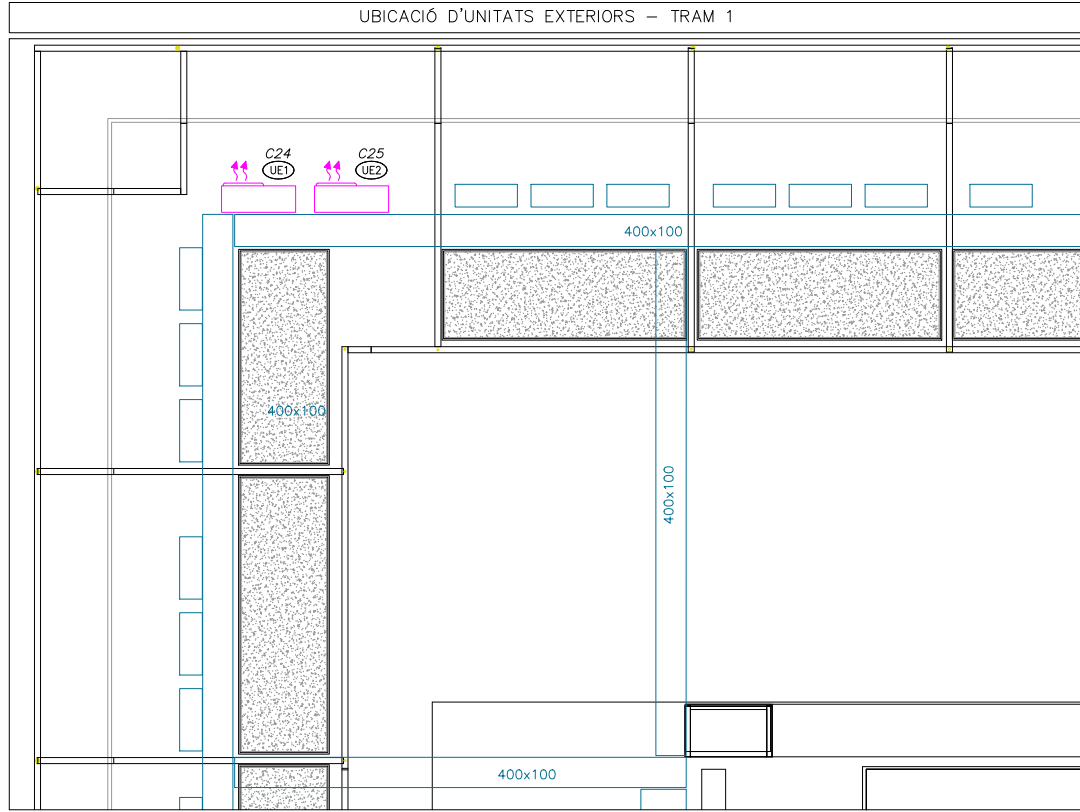 UBICACIÓ D'UNITATS EXTERIORS – TRAM 1
C24
UE1
C25
UE2
400x100
400x100
400x100
400x100